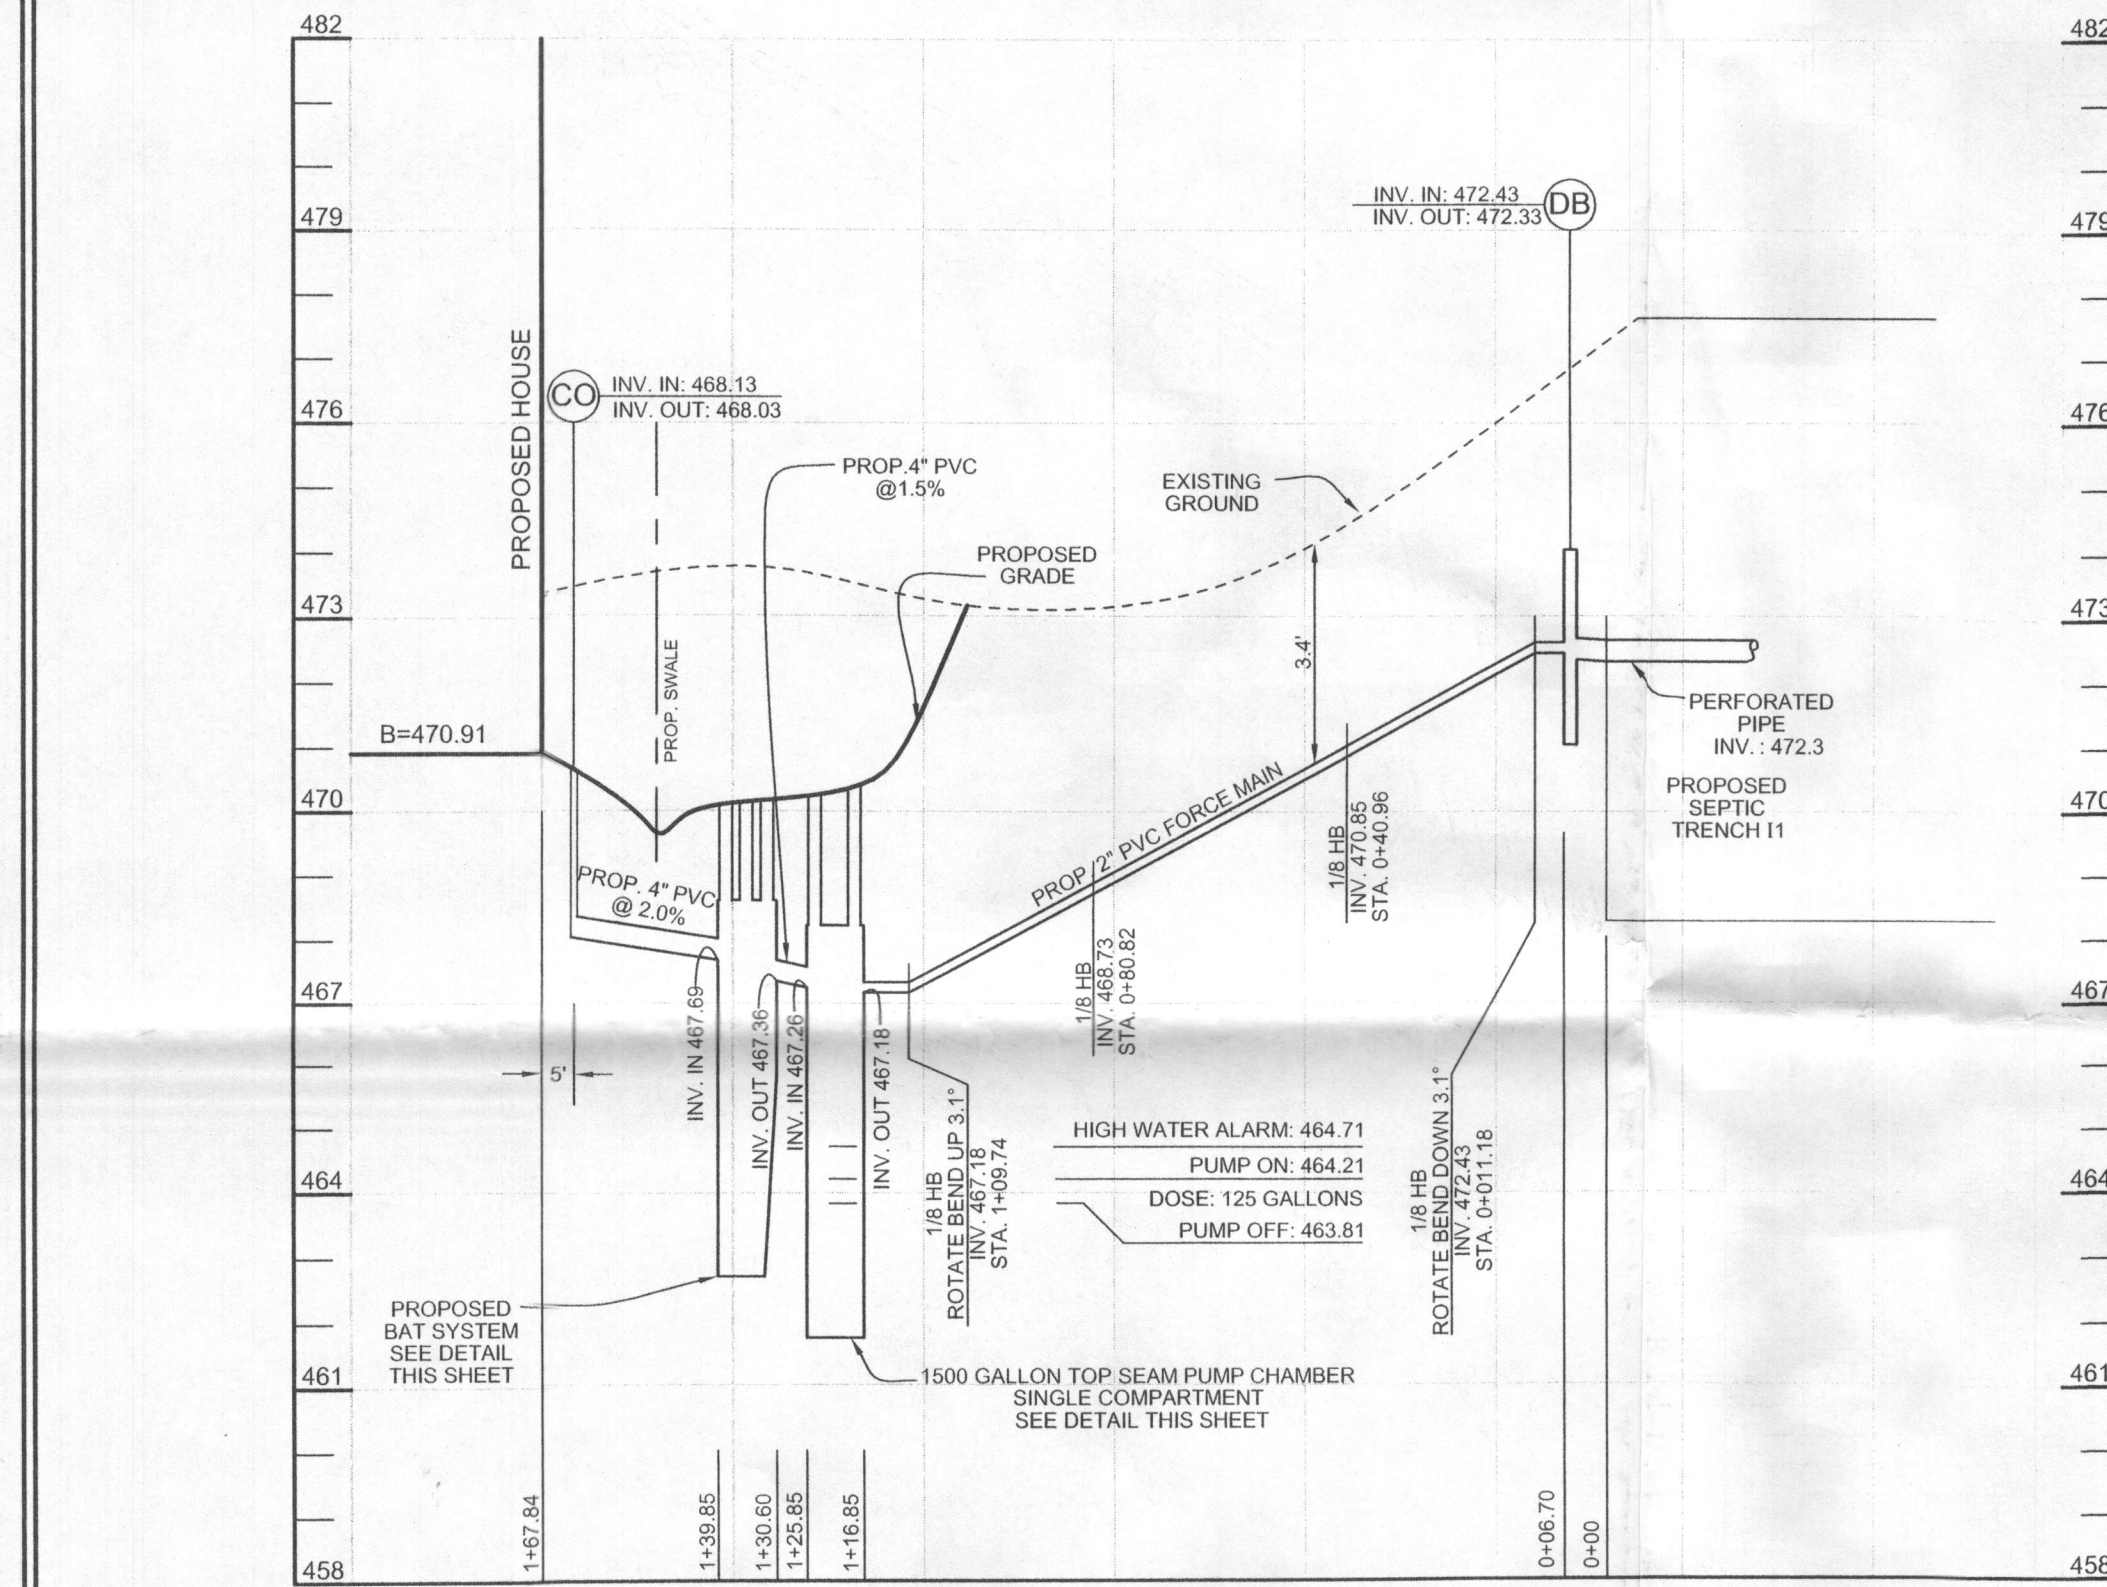 482
479
476
473
470
467
464
461
458
482
479
476
473
470
467
464
461
458
PROPOSED HOUSE
CO
INV. IN: 468.13
INV. OUT: 468.03
PROP.4" PVC
@1.5%
PROPOSED
GRADE
EXISTING
GROUND
INV. IN: 472.43
INV. OUT: 472.33
DB
PROP. SWALE
B=470.91
PROP. 4" PVC
@ 2.0%
3.4'
PROP. 2" PVC FORCE MAIN
PERFORATED
PIPE
INV. : 472.3
PROPOSED
SEPTIC
TRENCH I1
1/8 HB
INV. 470.85
STA. 0+40.96
1/8 HB
INV. 468.73
STA. 0+80.82
INV. IN 467.69
INV. OUT 467.36
INV. IN 467.26
INV. OUT 467.18
5'
1/8 HB
ROTATE BEND UP 3.1°
INV. 467.18
STA. 1+09.74
HIGH WATER ALARM: 464.71
PUMP ON: 464.21
DOSE: 125 GALLONS
PUMP OFF: 463.81
1/8 HB
ROTATE BEND DOWN 3.1°
INV. 472.43
STA. 0+011.18
PROPOSED
BAT SYSTEM
SEE DETAIL
THIS SHEET
1500 GALLON TOP SEAM PUMP CHAMBER
SINGLE COMPARTMENT
SEE DETAIL THIS SHEET
1+67.84
1+39.85
1+30.60
1+25.85
1+16.85
0+06.70
0+00